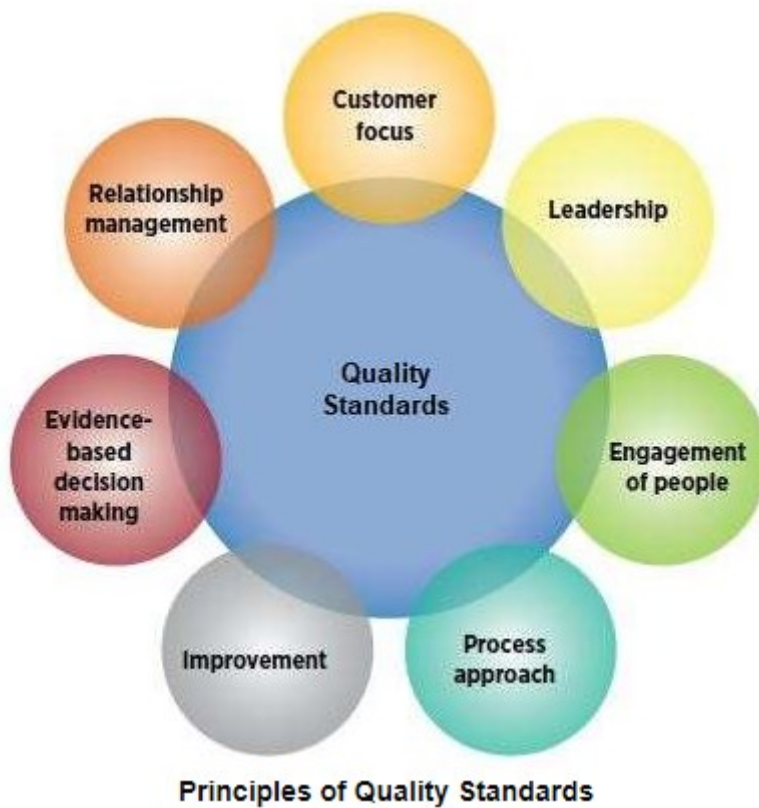 Customer
focus
Leadership
Engagement
of people
Process
approach
Improvement
Evidence-
based
decision
making
Relationship
management
Quality
Standards
Principles of Quality Standards